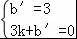 b′ =3
3k+b′ =0